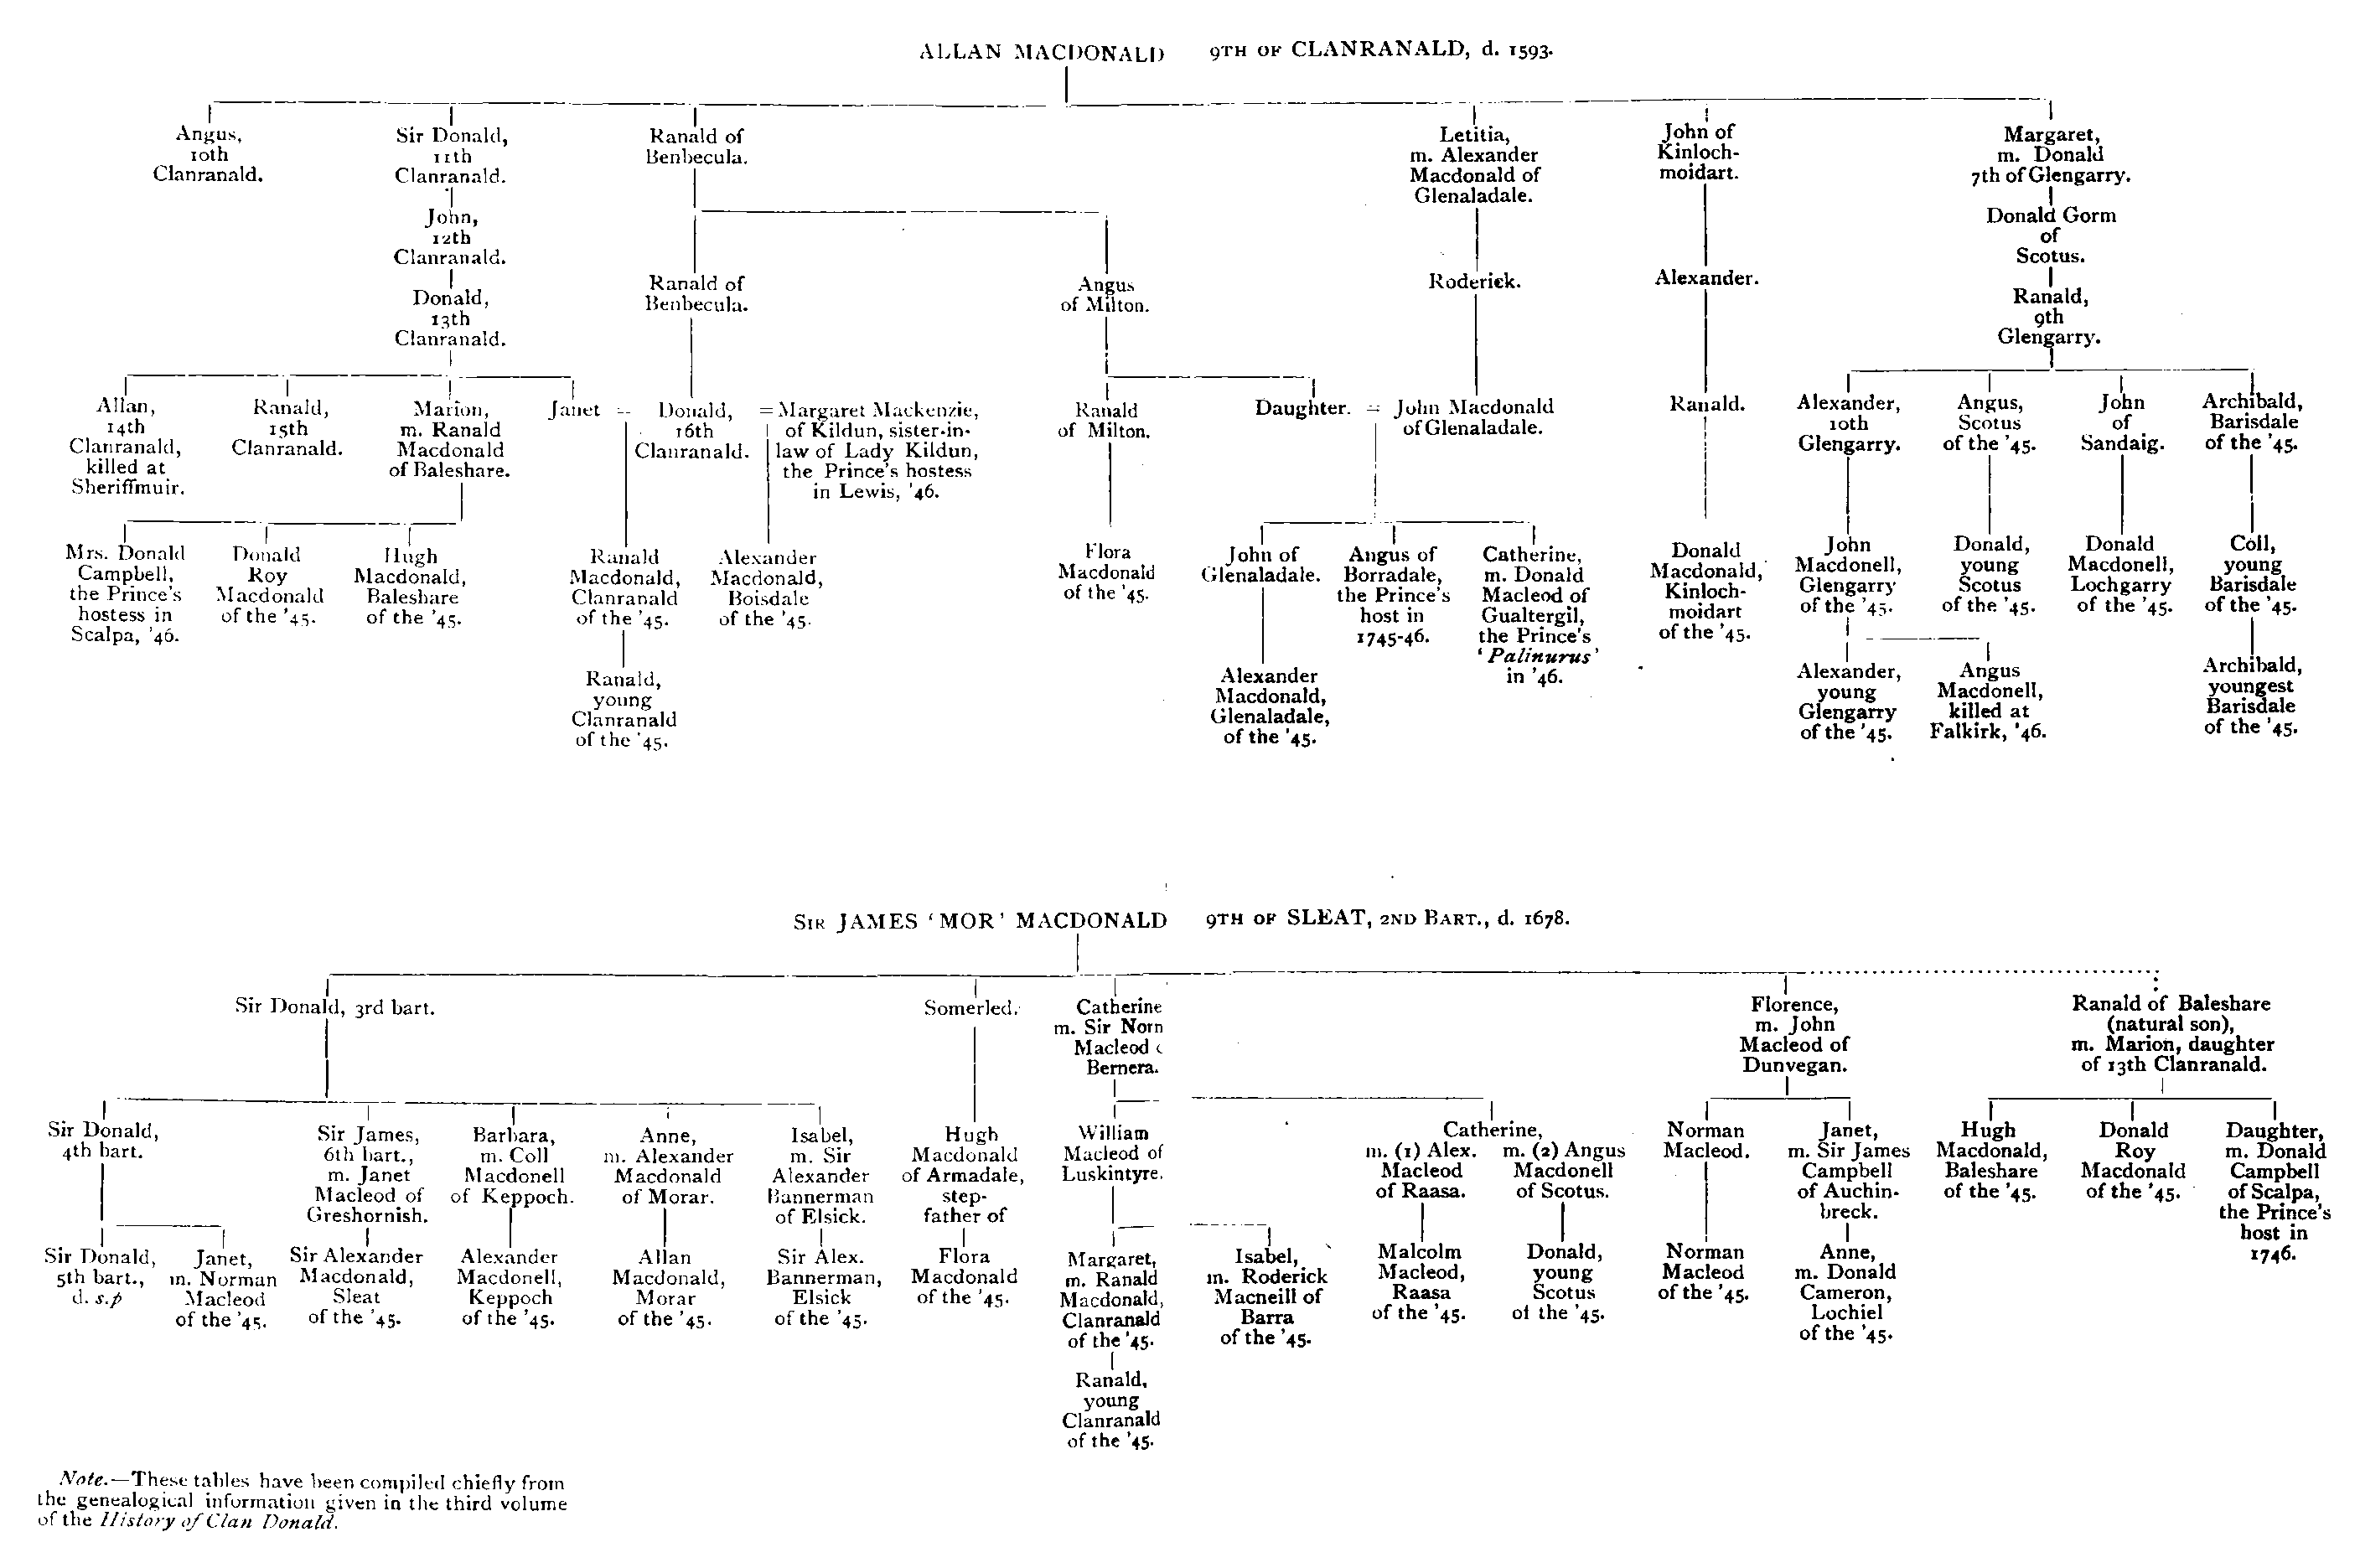 ALLAN MACDONALD 9TH OF CLANRANALD, d. 1593.
Angus,
10th
Clanranald.
Sir Donald,
11th
Clanranald.
John,
12th
Clanranald.
Donald,
13th
Clanranald.
Ranald of
Benbecula.
Ranald of
Benbecula.
Angus
of Milton.
Letitia,
m. Alexander
Macdonald of
Glenaladale.
Roderick.
John of
Kinloch-
moidart.
Alexander.
Margaret,
m. Donald
7th of Glengarry.
Donald Gorm
of
Scotus.
Ranald,
9th
Glengarry.
Allan,
14th
Clanranald,
killed at
Sheriffmuir.
Ranald,
15th
Clanranald.
Marion,
m. Ranald
Macdonald
of Baleshare.
Janet =
Donald,
16th
Clanranald.
= Margaret Mackenzie,
of Kildun, sister-in-
law of Lady Kildun,
the Prince's hostess
in Lewis, '46.
Ranald
of Milton.
Daughter. =
John Macdonald
of Glenaladale.
Ranald.
Alexander,
10th
Glengarry.
Angus,
Scotus
of the '45.
John
of
Sandaig.
Archibald,
Barisdale
of the '45.
Mrs. Donald
Campbell,
the Prince's
hostess in
Scalpa, '46.
Donald
Roy
Macdonald
of the '45.
Hugh
Macdonald,
Baleshare
of the '45.
Ranald
Macdonald,
Clanranald
of the '45.
Ranald,
young
Clanranald
of the '45.
Alexander
Macdonald,
Boisdale
of the '45.
Flora
Macdonald
of the '45.
John of
Glenaladale.
Alexander
Macdonald,
Glenaladale,
of the '45.
Angus of
Borradale,
the Prince's
host in
1745-46.
Catherine,
m. Donald
Macleod of
Gualtergil,
the Prince's
'Palinurus'
in '46.
Donald
Macdonald,
Kinloch-
moidart
of the '45.
John
Macdonell,
Glengarry
of the '45.
Alexander,
young
Glengarry
of the '45.
Angus
Macdonell,
killed at
Falkirk, '46.
Donald,
young
Scotus
of the '45.
Donald
Macdonell,
Lochgarry
of the '45.
Coll,
young
Barisdale
of the '45.
Archibald,
youngest
Barisdale
of the '45.
SIR JAMES 'MOR' MACDONALD 9TH OF SLEAT, 2ND BART., d. 1678.
Sir Donald, 3rd bart.
Somerled.
Catherine
m. Sir Norn
Macleod
Bernera.
Florence,
m. John
Macleod of
Dunvegan.
Ranald of Baleshare
(natural son),
m. Marion, daughter
of 13th Clanranald.
Sir Donald,
4th bart.
Sir James,
6th bart.,
m. Janet
Macleod of
Greshornish.
Barbara,
m. Coll
Macdonell
of Keppoch.
Anne,
m. Alexander
Macdonald
of Morar.
Isabel,
m. Sir
Alexander
Bannerman
of Elsick.
Hugh
Macdonald
of Armadale,
step-
father of
William
Macleod of
Luskintyre.
Catherine,
m. (1) Alex.
Macleod
of Raasa.
m. (2) Angus
Macdonell
of Scotus.
Norman
Macleod.
Janet,
m. Sir James
Campbell
of Auchin-
breck.
Hugh
Macdonald,
Baleshare
of the '45.
Donald
Roy
Macdonald
of the '45.
Daughter,
m. Donald
Campbell
of Scalpa,
the Prince's
host in
1746.
Sir Donald,
5th bart.,
d. s.p
Janet,
m. Norman
Macleod
of the '45.
Sir Alexander
Macdonald,
Sleat
of the '45.
Alexander
Macdonell,
Keppoch
of the '45.
Allan
Macdonald,
Morar
of the '45.
Sir Alex.
Bannerman,
Elsick
of the '45.
Flora
Macdonald
of the '45.
Margaret,
m. Ranald
Macdonald,
Clanranald
of the '45.
Ranald,
young
Clanranald
of the '45.
Isabel,
m. Roderick
Macneill of
Barra
of the '45.
Malcolm
Macleod,
Raasa
of the '45.
Donald,
young
Scotus
of the '45.
Norman
Macleod
of the '45.
Anne,
m. Donald
Cameron,
Lochiel
of the '45.
Note.—These tables have been compiled chiefly from
the genealogical information given in the third volume
of the History of Clan Donald.